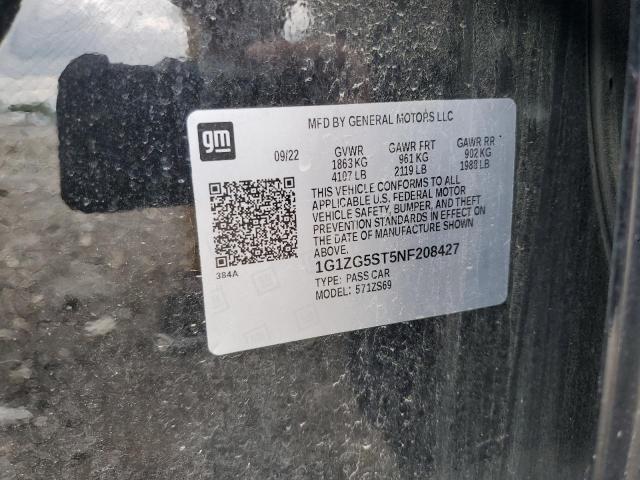 MFD BY GENERAL MOTORS LLC
gm
09/22 GVWR GAWR FRT GAWR RR
1863 KG 961 KG 902 KG
4107 LB 2119 LB 1988 LB
THIS VEHICLE CONFORMS TO ALL
APPLICABLE U.S. FEDERAL MOTOR
VEHICLE SAFETY, BUMPER, AND THEFT
PREVENTION STANDARDS IN EFFECT ON
THE DATE OF MANUFACTURE SHOWN
ABOVE.
1G1ZG5ST5NF208427
384A
TYPE: PASS CAR
MODEL: 571ZS69